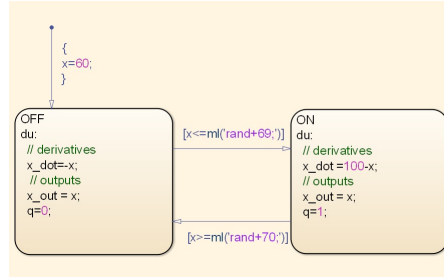 {
x=60;
}
OFF
du:
// derivatives
x_dot=-x;
// outputs
x_out = x;
q=0;
[x<=ml('rand+69;')]
[x>=ml('rand+70;')]
ON
du:
// derivatives
x_dot =100-x;
// outputs
x_out = x;
q=1;